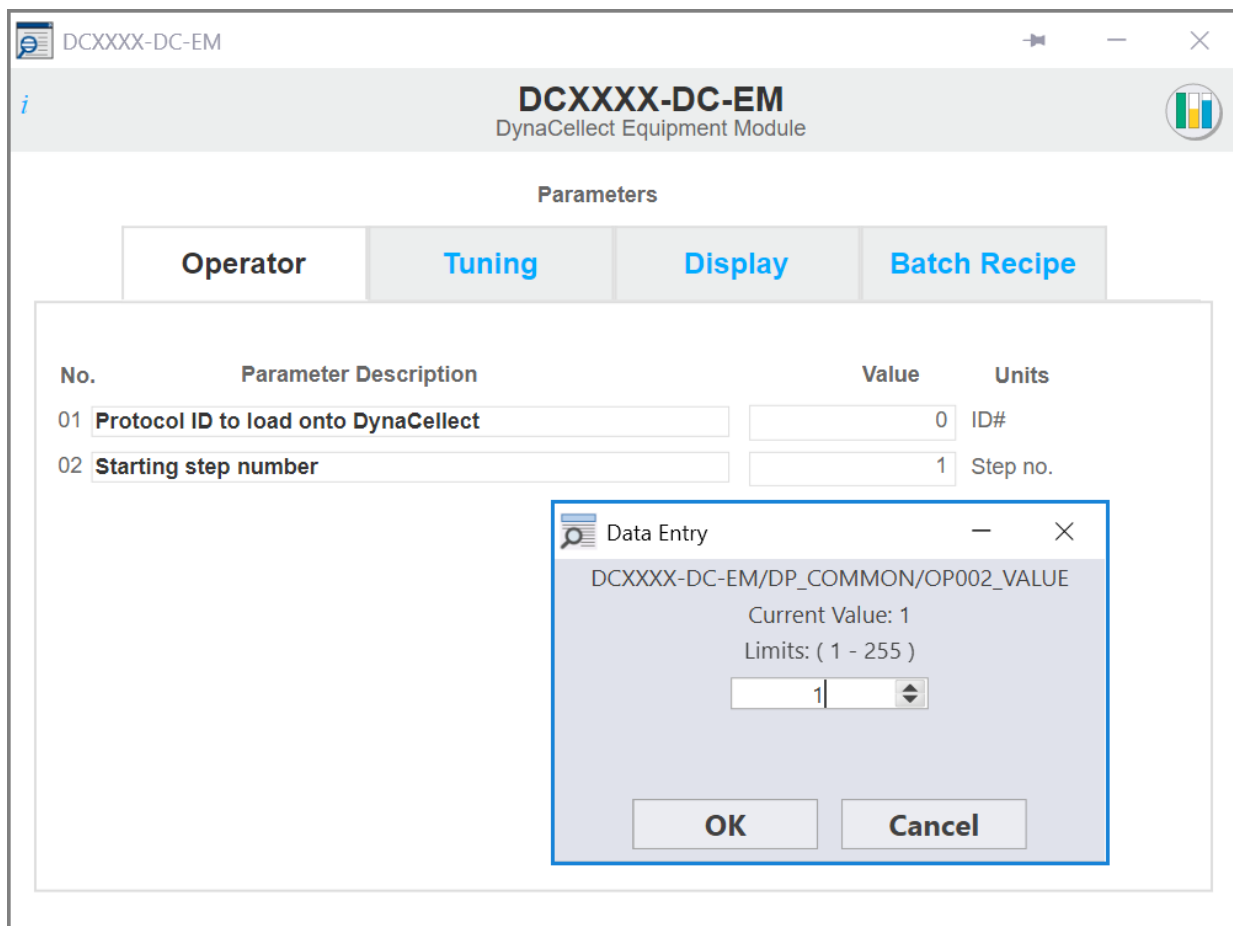 DCXXXX-DC-EM
i
DCXXXX-DC-EM
DynaCellect Equipment Module
Parameters
Operator Tuning Display Batch Recipe
No. Parameter Description Value Units
01 Protocol ID to load onto DynaCellect 0 ID#
02 Starting step number 1 Step no.
Data Entry
DCXXXX-DC-EM/DP_COMMON/OP002_VALUE
Current Value: 1
Limits: ( 1 - 255 )
1
OK Cancel